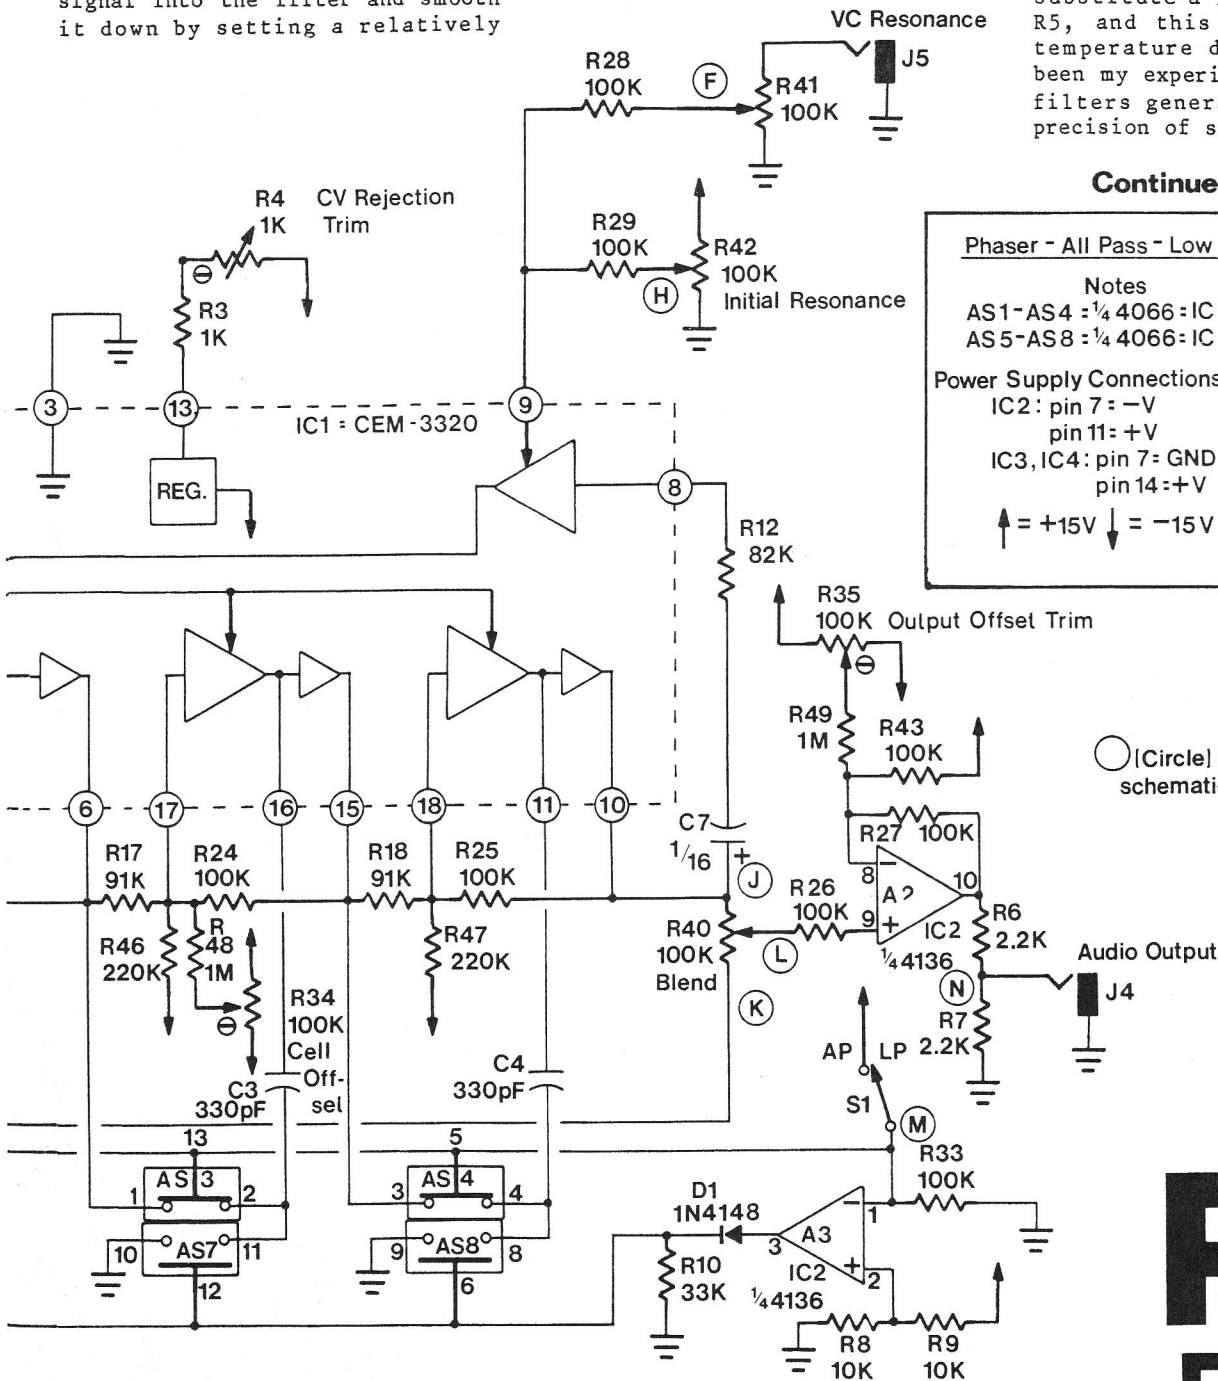 signal into the filter and smooth
it down by setting a relatively
R5, and this
temperature d
been my experi
filters gener
precision of s
VC Resonance
J5
R28
100K
F
R41
100K
R4
1K
CV Rejection
Trim
R29
100K
R42
100K
H
Initial Resonance
R3
1K
3
13
9
IC1 = CEM-3320
REG.
8
R12
82K
Continue
Phaser - All Pass - Low
Notes
AS1-AS4 : ¼ 4066 = IC
AS5-AS8 : ¼ 4066 = IC
Power Supply Connections
IC2: pin 7 = -V
pin 11 = +V
IC3, IC4: pin 7 = GND
pin 14 = +V
= +15V = -15V
R35
100K
Output Offset Trim
R49
1M
R43
100K
[Circle]
schemati
6
17
16
15
18
11
10
C7
1/16
+
J
R27
100K
R17
91K
R24
100K
R18
91K
R25
100K
R46
220K
R
48
1M
R47
220K
R40
100K
Blend
R26
100K
L
K
8
9
10
−
+
A2
IC2
¼ 4136
R6
2.2K
N
R7
2.2K
Audio Output
J4
R34
100K
Cell
Off-
sel
C3
330pF
C4
330pF
AP
LP
S1
M
13
AS 3
1
2
10
AS7
11
12
5
AS 4
3
4
9
AS8
8
6
D1
1N4148
R10
33K
3
A3
−
1
+
2
IC2
¼ 4136
R33
100K
R8
10K
R9
10K